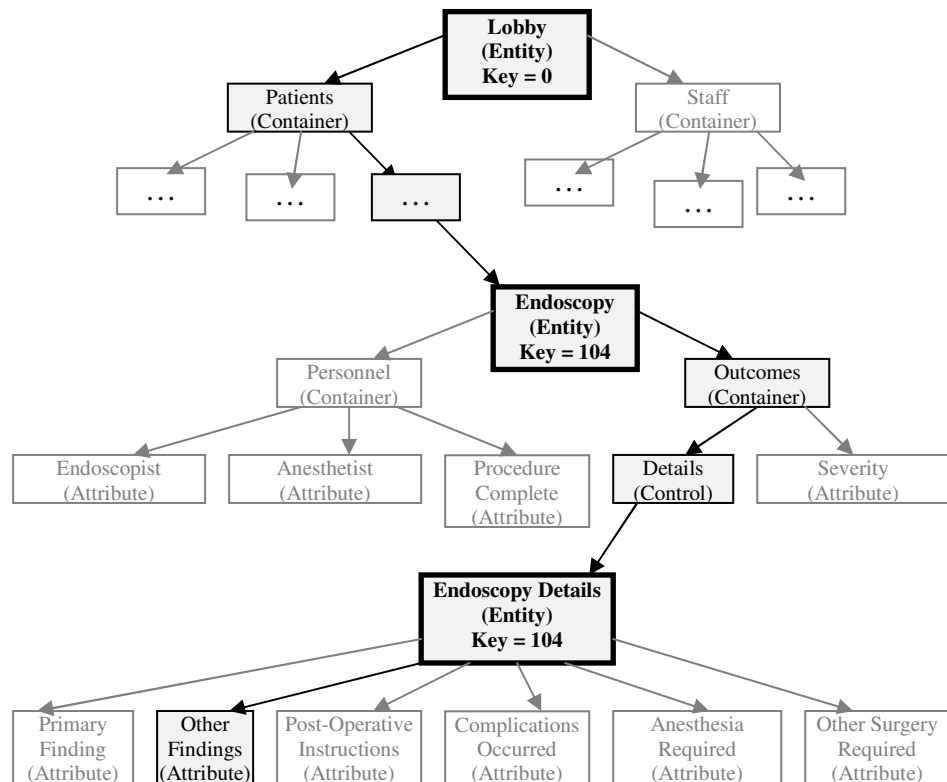 Lobby
(Entity)
Key = 0
Patients
(Container)
Staff
(Container)
...
...
...
...
...
...
Endoscopy
(Entity)
Key = 104
Personnel
(Container)
Outcomes
(Container)
Endoscopist
(Attribute)
Anesthetist
(Attribute)
Procedure
Complete
(Attribute)
Details
(Control)
Severity
(Attribute)
Endoscopy Details
(Entity)
Key = 104
Primary
Finding
(Attribute)
Other
Findings
(Attribute)
Post-Operative
Instructions
(Attribute)
Complications
Occurred
(Attribute)
Anesthesia
Required
(Attribute)
Other Surgery
Required
(Attribute)